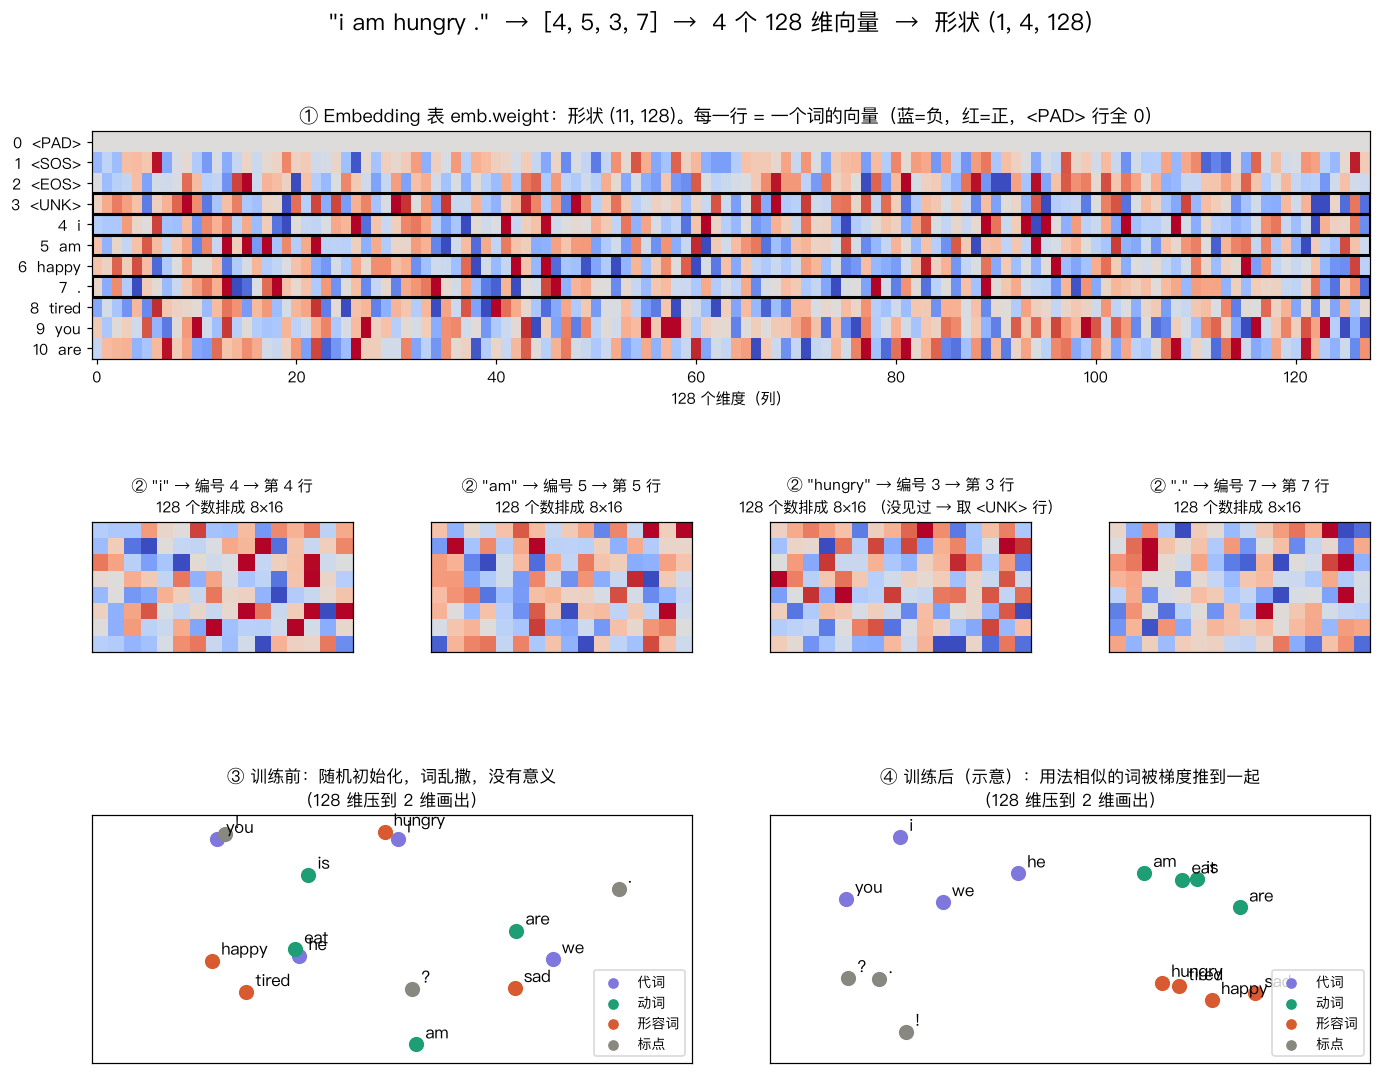 "i am hungry ." → [4, 5, 3, 7] → 4 个 128 维向量 → 形状 (1, 4, 128)
① Embedding 表 emb.weight：形状 (11, 128)。每一行 = 一个词的向量（蓝=负，红=正，<PAD> 行全 0）
0 <PAD>
1 <SOS>
2 <EOS>
3 <UNK>
4 i
5 am
6 happy
7 .
8 tired
9 you
10 are
0 20 40 60 80 100 120
128 个维度（列）
② "i" → 编号 4 → 第 4 行
128 个数排成 8×16
② "am" → 编号 5 → 第 5 行
128 个数排成 8×16
② "hungry" → 编号 3 → 第 3 行
128 个数排成 8×16 （没见过 → 取 <UNK> 行）
② "." → 编号 7 → 第 7 行
128 个数排成 8×16
③ 训练前：随机初始化，词乱撒，没有意义
（128 维压到 2 维画出）
!
you
hungry
i
is
.
are
eat
he
we
happy
tired
?
sad
am
代词
动词
形容词
标点
④ 训练后（示意）：用法相似的词被梯度推到一起
（128 维压到 2 维画出）
i
he
am
eat
is
you
we
are
?
.
hungry
tired
happy
sad
!
代词
动词
形容词
标点